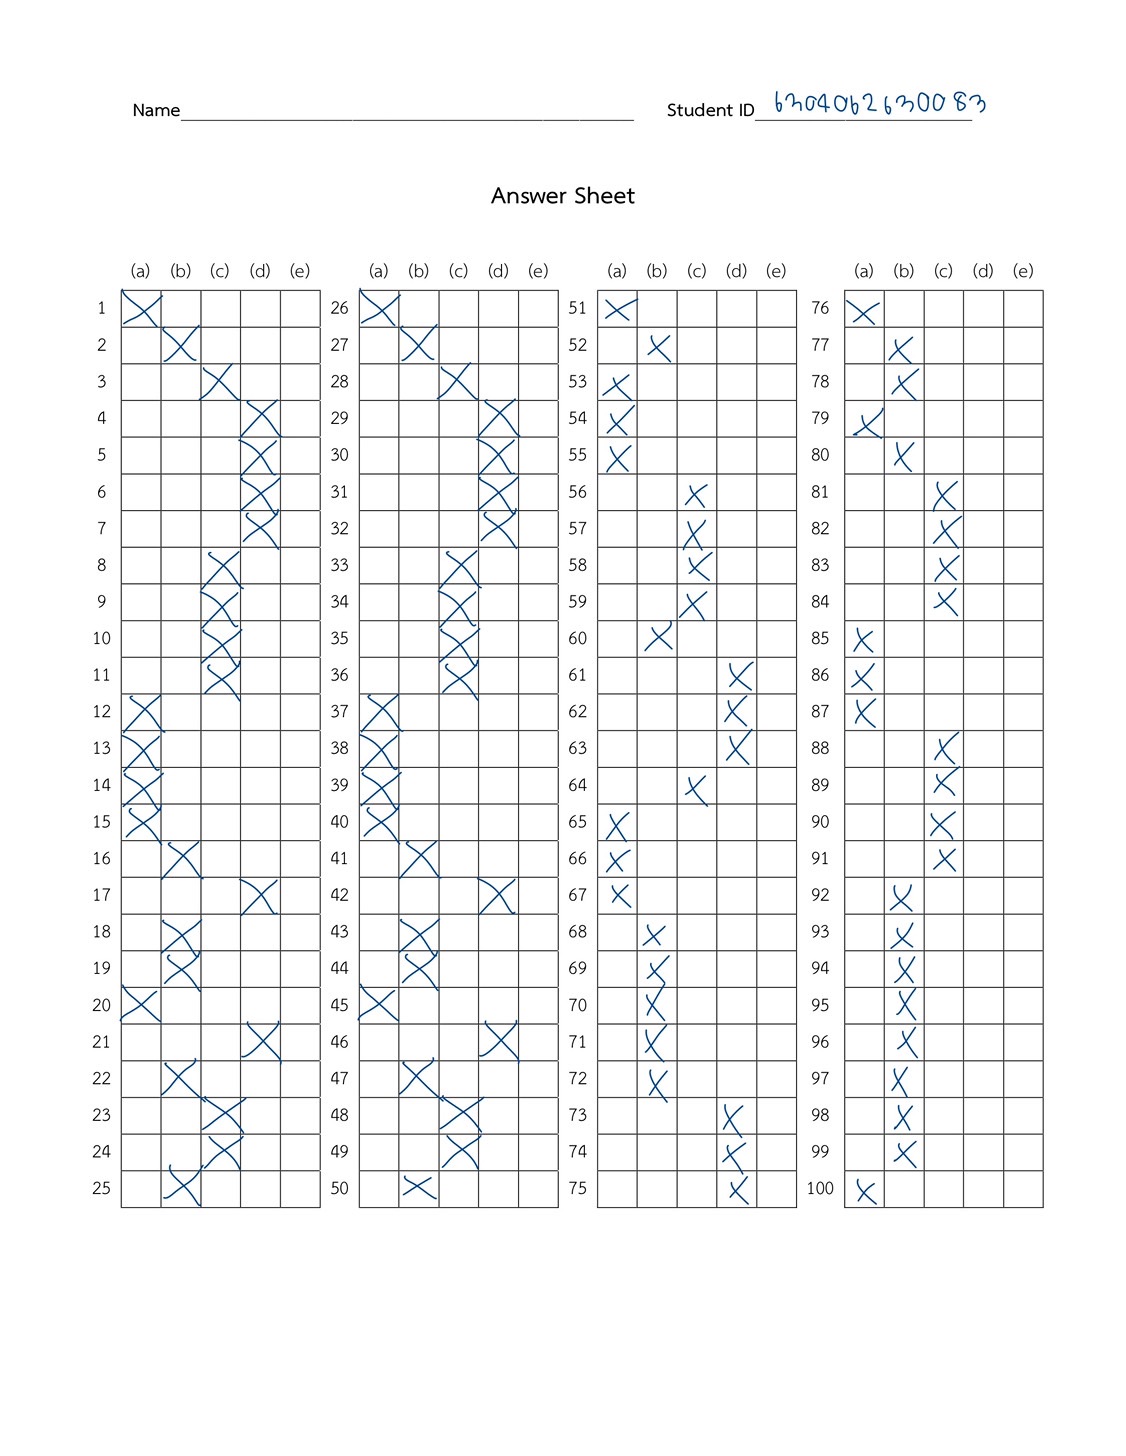 Name Student ID 6304062630083
Answer Sheet
(a) (b) (c) (d) (e) (a) (b) (c) (d) (e) (a) (b) (c) (d) (e) (a) (b) (c) (d) (e)
1 X 26 X 51 X 76 X
2 X 27 X 52 X 77 X
3 X 28 X 53 X 78 X
4 X 29 X 54 X 79 X
5 X 30 X 55 X 80 X
6 X 31 X 56 X 81 X
7 X 32 X 57 X 82 X
8 X 33 X 58 X 83 X
9 X 34 X 59 X 84 X
10 X 35 X 60 X 85 X
11 X 36 X 61 X 86 X
12 X 37 X 62 X 87 X
13 X 38 X 63 X 88 X
14 X 39 X 64 X 89 X
15 X 40 X 65 X 90 X
16 X 41 X 66 X 91 X
17 X 42 X 67 X 92 X
18 X 43 X 68 X 93 X
19 X 44 X 69 X 94 X
20 X 45 X 70 X 95 X
21 X 46 X 71 X 96 X
22 X 47 X 72 X 97 X
23 X 48 X 73 X 98 X
24 X 49 X 74 X 99 X
25 X 50 X 75 X 100 X